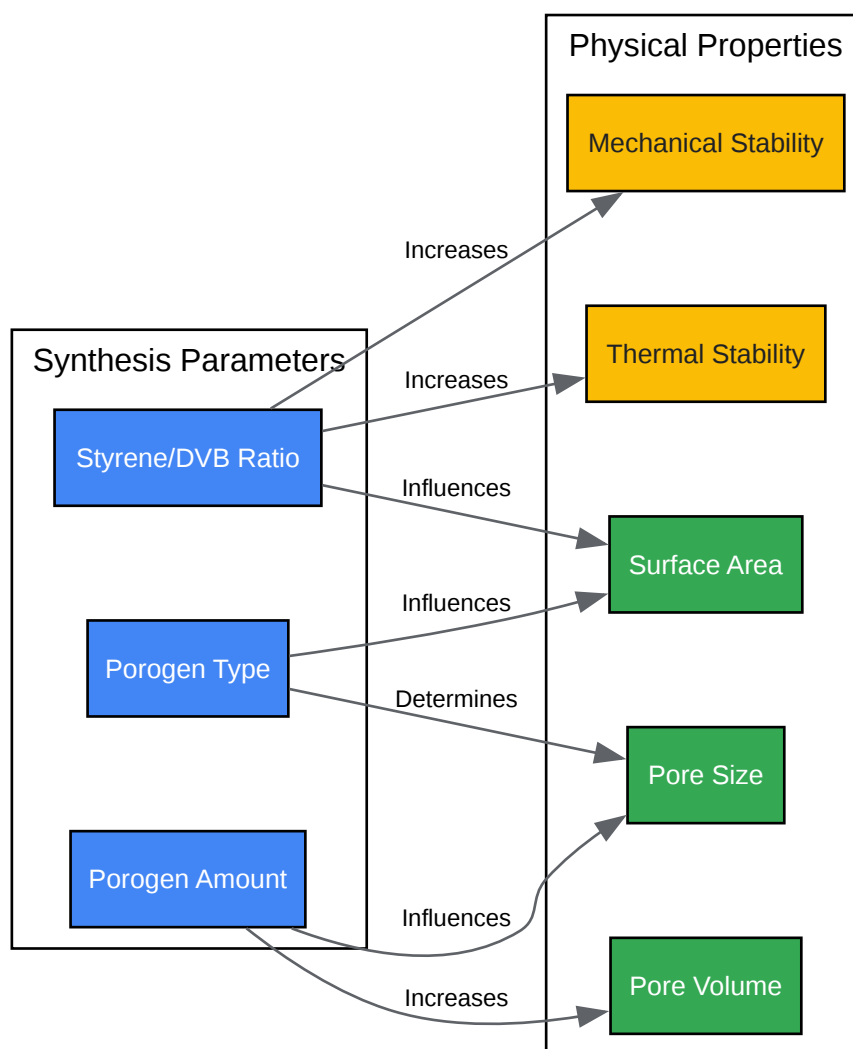 Physical Properties
Mechanical Stability
Increases
Synthesis Parameters
Thermal Stability
Increases
Styrene/DVB Ratio
Influences
Surface Area
Influences
Porogen Type
Determines
Pore Size
Porogen Amount
Influences
Pore Volume
Increases